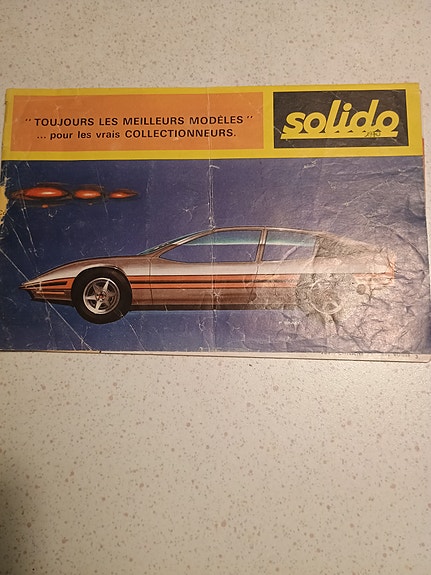 " TOUJOURS LES MEILLEURS MODÈLES "
... pour les vrais COLLECTIONNEURS.
solido